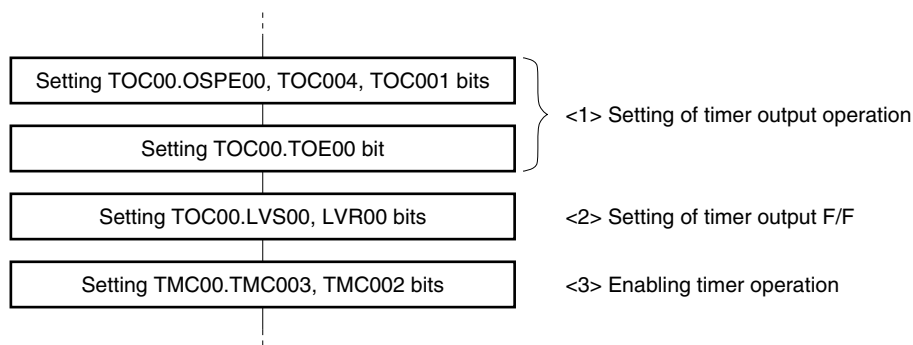 Setting TOC00.OSPE00, TOC004, TOC001 bits
<1> Setting of timer output operation
Setting TOC00.TOE00 bit
Setting TOC00.LVS00, LVR00 bits
<2> Setting of timer output F/F
Setting TMC00.TMC003, TMC002 bits
<3> Enabling timer operation